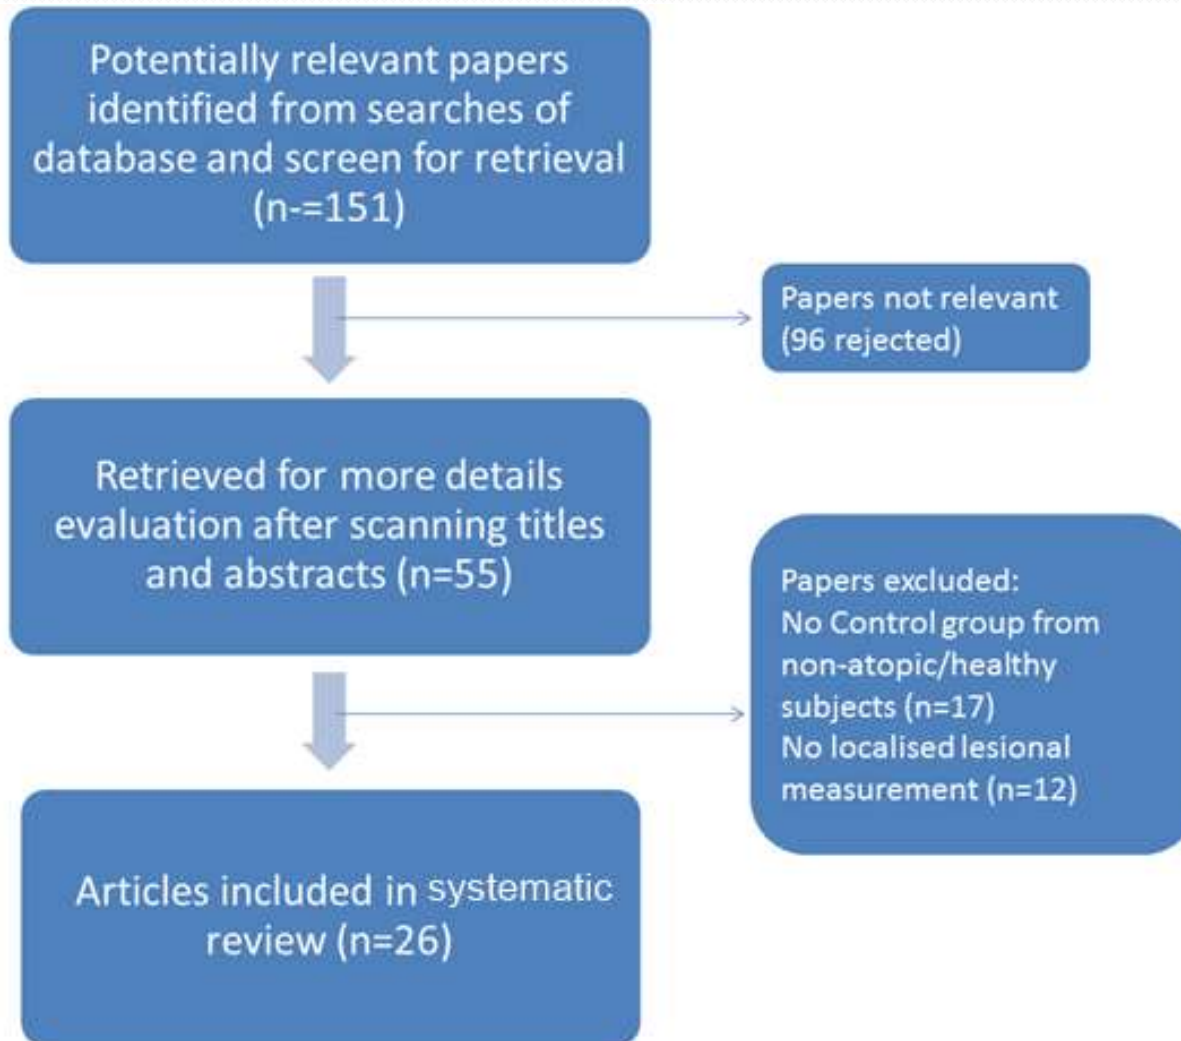 Potentially relevant papers
identified from searches of
database and screen for retrieval
(n-=151)
Papers not relevant
(96 rejected)
Retrieved for more details
evaluation after scanning titles
and abstracts (n=55)
Papers excluded:
No Control group from
non-atopic/healthy
subjects (n=17)
No localised lesional
measurement (n=12)
Articles included in systematic
review (n=26)